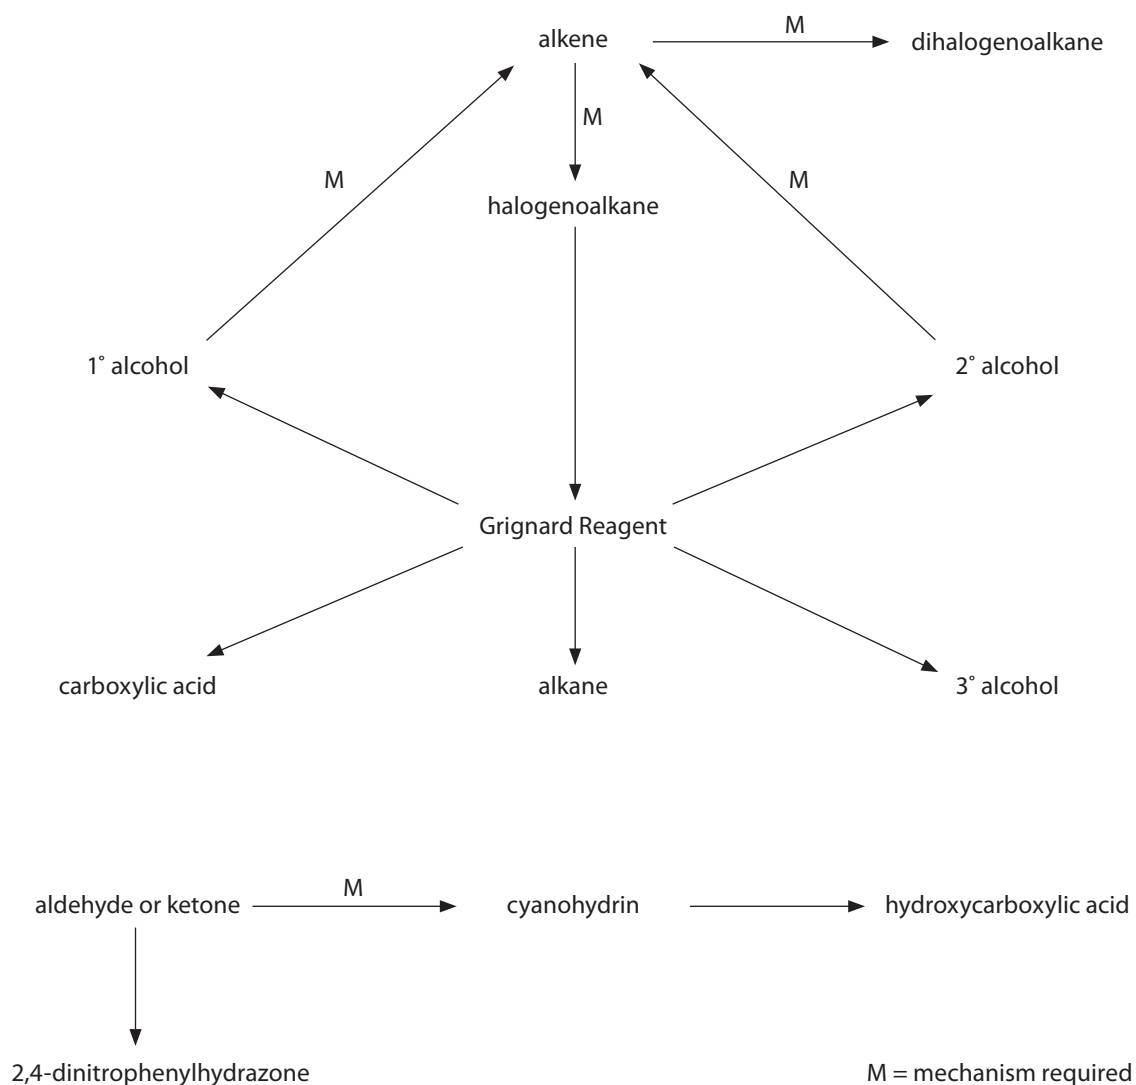 alkene
M
dihalogenoalkane
M
M
M
halogenoalkane
1° alcohol
2° alcohol
Grignard Reagent
carboxylic acid
alkane
3° alcohol
aldehyde or ketone
M
cyanohydrin
hydroxycarboxylic acid
2,4-dinitrophenylhydrazone
M = mechanism required